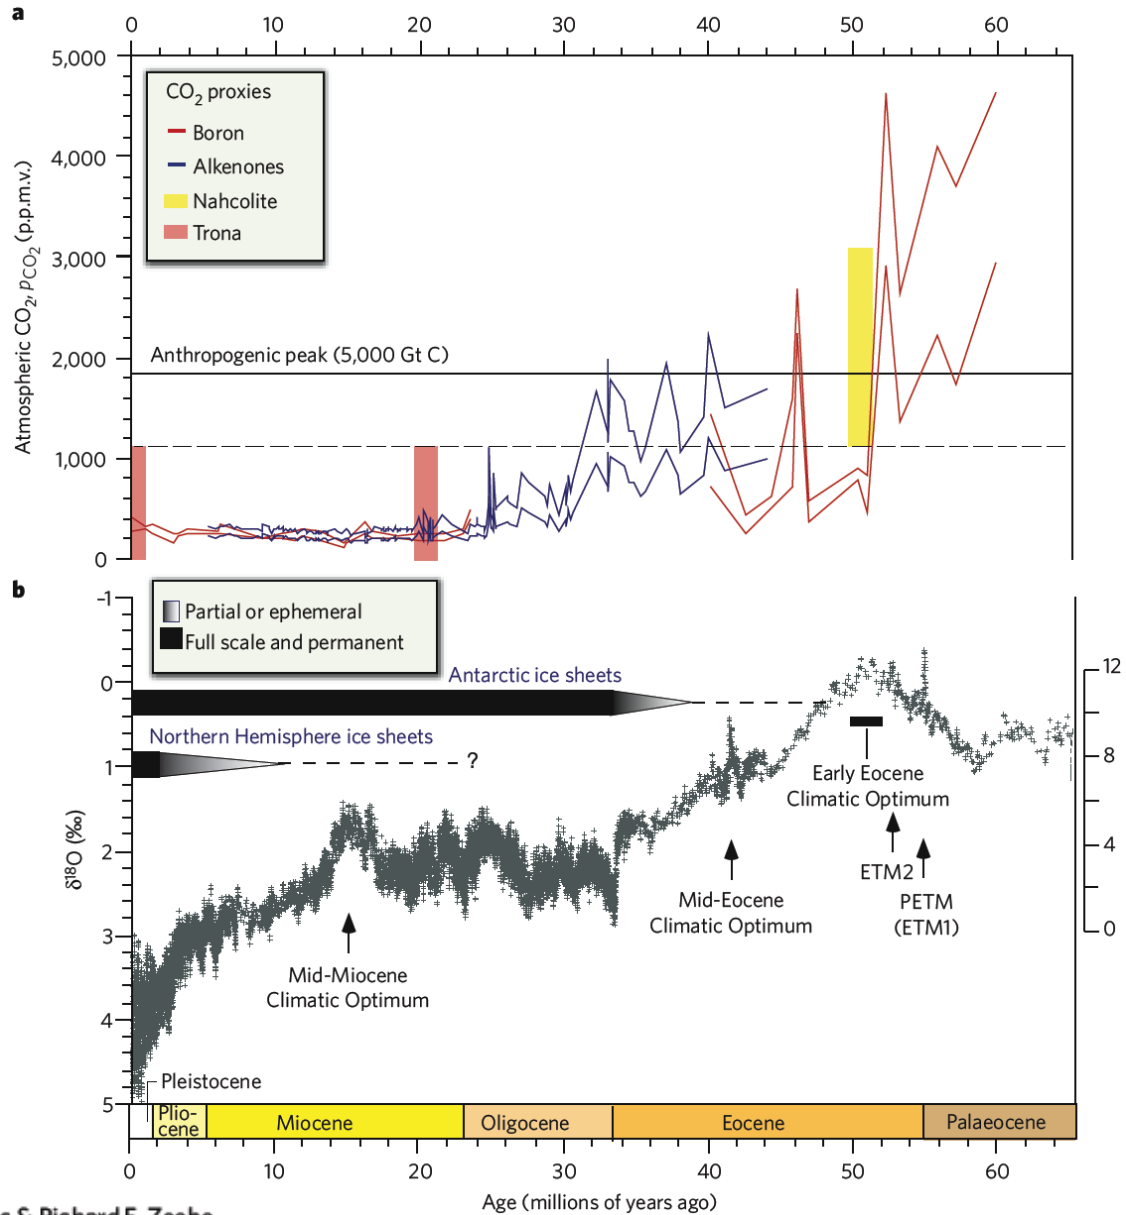 a
0 10 20 30 40 50 60
5,000
4,000
3,000
2,000
1,000
0
Atmospheric CO2, pCO2 (p.p.m.v.)
CO2 proxies
Boron
Alkenones
Nahcolite
Trona
Anthropogenic peak (5,000 Gt C)
b
-1
0
1
2
3
4
5
δ18O (‰)
Partial or ephemeral
Full scale and permanent
Antarctic ice sheets
Northern Hemisphere ice sheets
?
12
8
4
0
Early Eocene
Climatic Optimum
ETM2
PETM
(ETM1)
Mid-Eocene
Climatic Optimum
Mid-Miocene
Climatic Optimum
Pleistocene
Plio-
cene
Miocene
Oligocene
Eocene
Palaeocene
0 10 20 30 40 50 60
Age (millions of years ago)